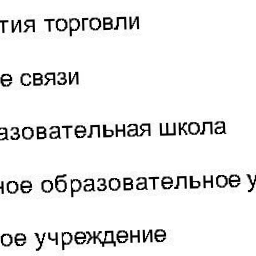 тия торговли
е связи
азовательная школа
ное образовательное у
ое учреждение